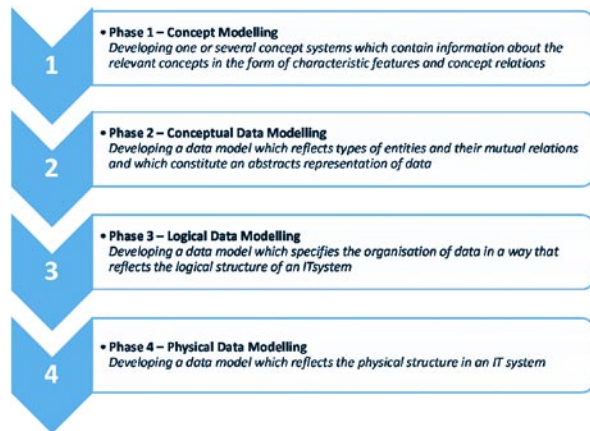 1
• Phase 1 – Concept Modelling
Developing one or several concept systems which contain information about the
relevant concepts in the form of characteristic features and concept relations
2
• Phase 2 – Conceptual Data Modelling
Developing a data model which reflects types of entities and their mutual relations
and which constitute an abstracts representation of data
3
• Phase 3 – Logical Data Modelling
Developing a data model which specifies the organisation of data in a way that
reflects the logical structure of an ITsystem
4
• Phase 4 – Physical Data Modelling
Developing a data model which reflects the physical structure in an IT system